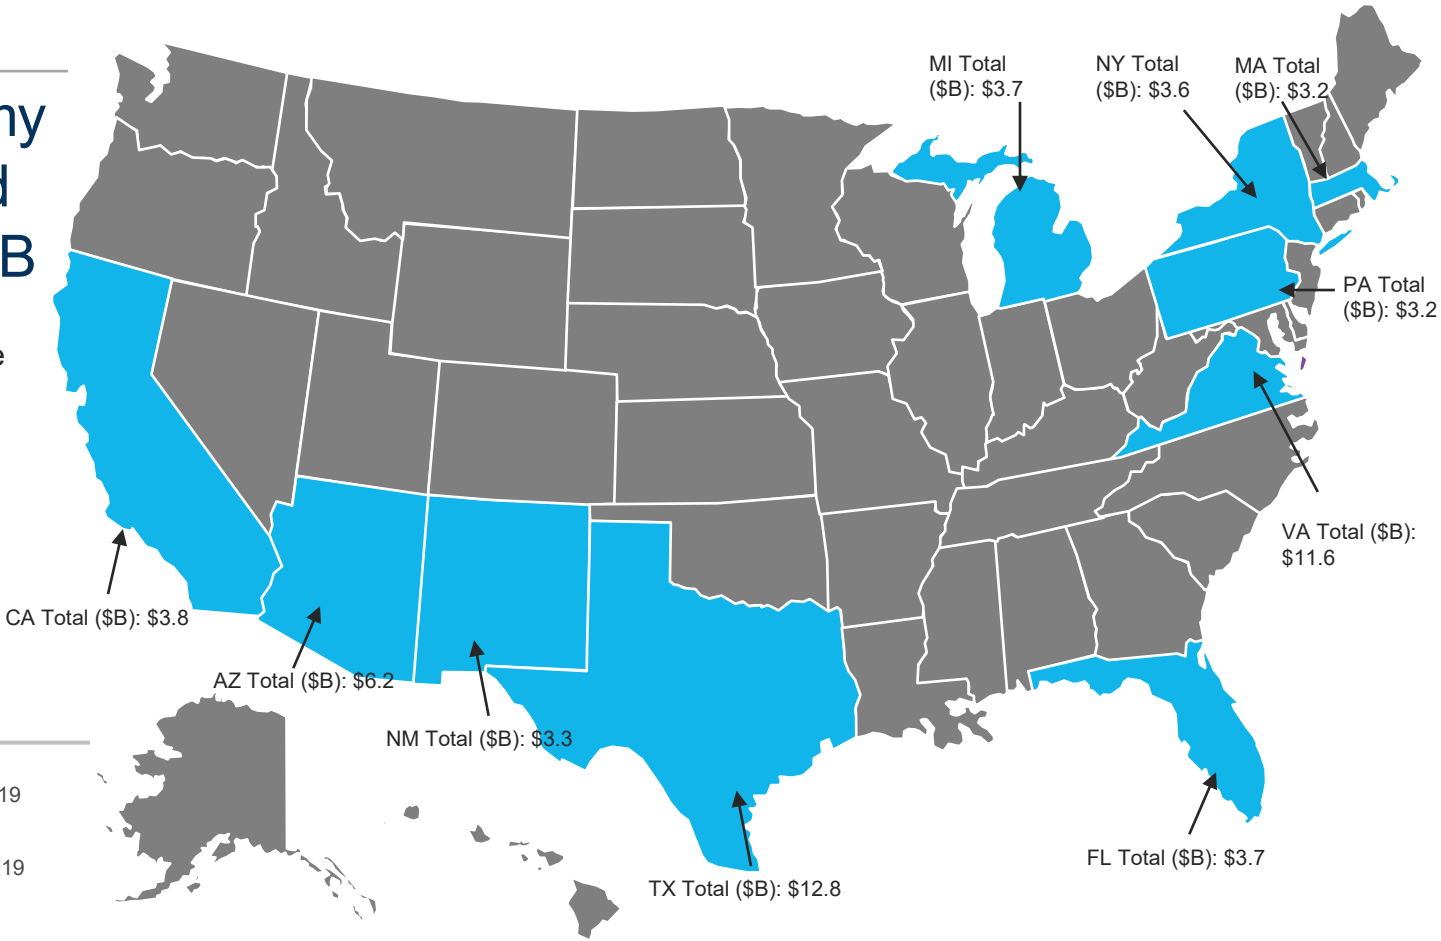 MI Total
($B): $3.7
NY Total
($B): $3.6
MA Total
($B): $3.2
B
PA Total
($B): $3.2
VA Total ($B):
$11.6
CA Total ($B): $3.8
AZ Total ($B): $6.2
NM Total ($B): $3.3
19
FL Total ($B): $3.7
19
TX Total ($B): $12.8